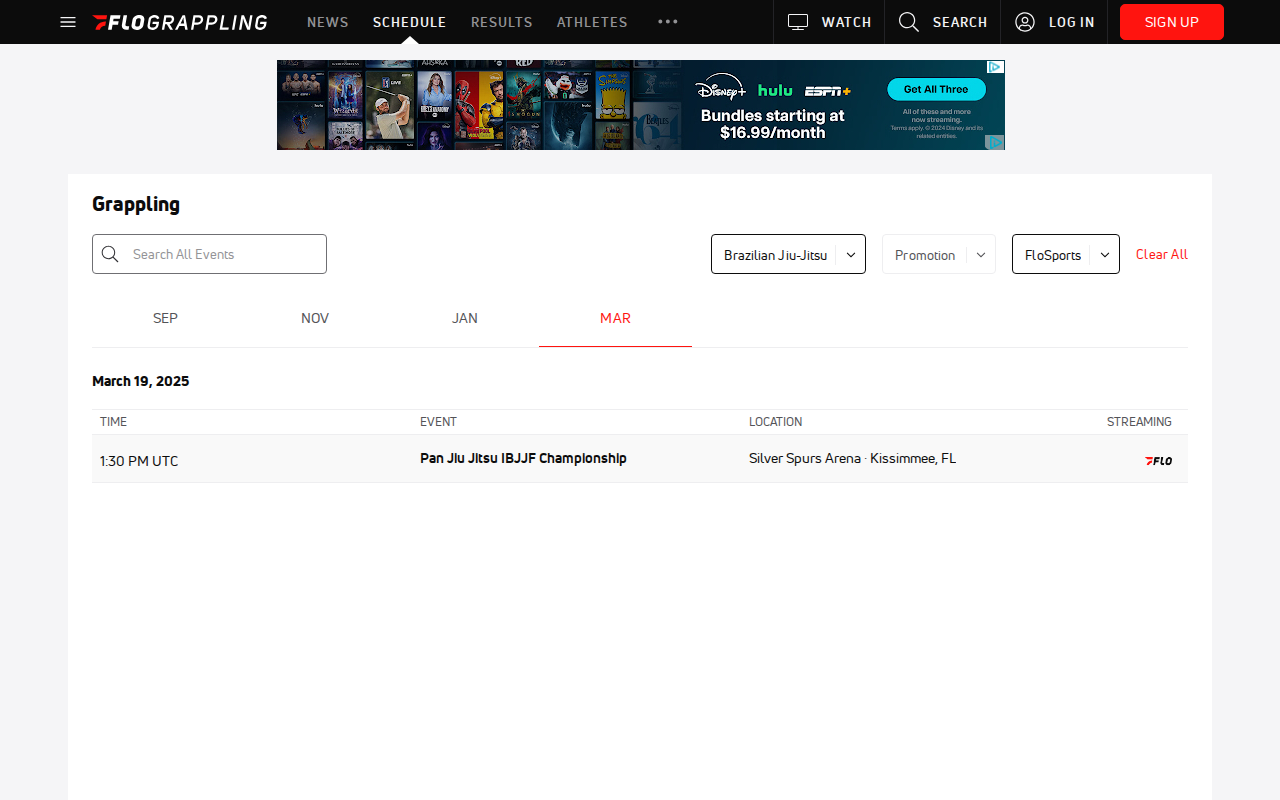 FLOGRAPPLING
NEWS
SCHEDULE
RESULTS
ATHLETES
WATCH
SEARCH
LOG IN
SIGN UP
Disney+ hulu ESPN+
Bundles starting at
$16.99/month
Get All Three
All of these and more
now streaming.
Terms apply. © 2024 Disney and its
related entities.
Grappling
Search All Events
Brazilian Jiu-Jitsu
Promotion
FloSports
Clear All
SEP
NOV
JAN
MAR
March 19, 2025
TIME
EVENT
LOCATION
STREAMING
1:30 PM UTC
Pan Jiu Jitsu IBJJF Championship
Silver Spurs Arena · Kissimmee, FL
FLO